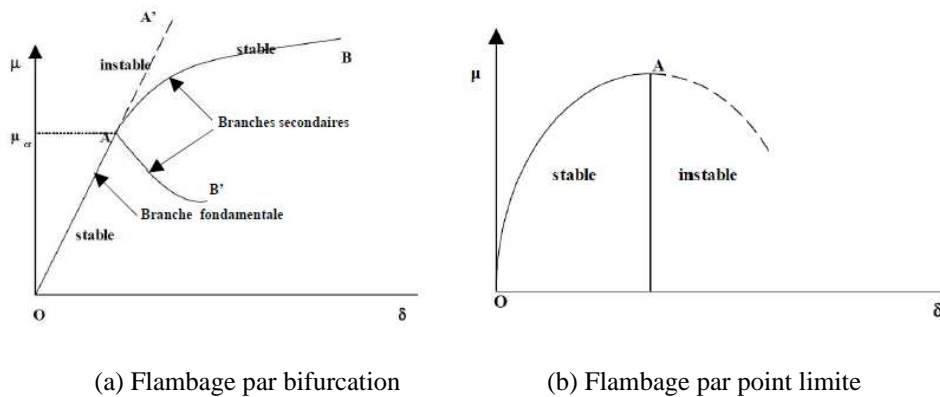 A'
μ
stable
instable
B
Branches secondaires
μ cr
A
B'
Branche fondamentale
stable
O
δ
μ
A
stable
instable
O
δ
(a) Flambage par bifurcation
(b) Flambage par point limite